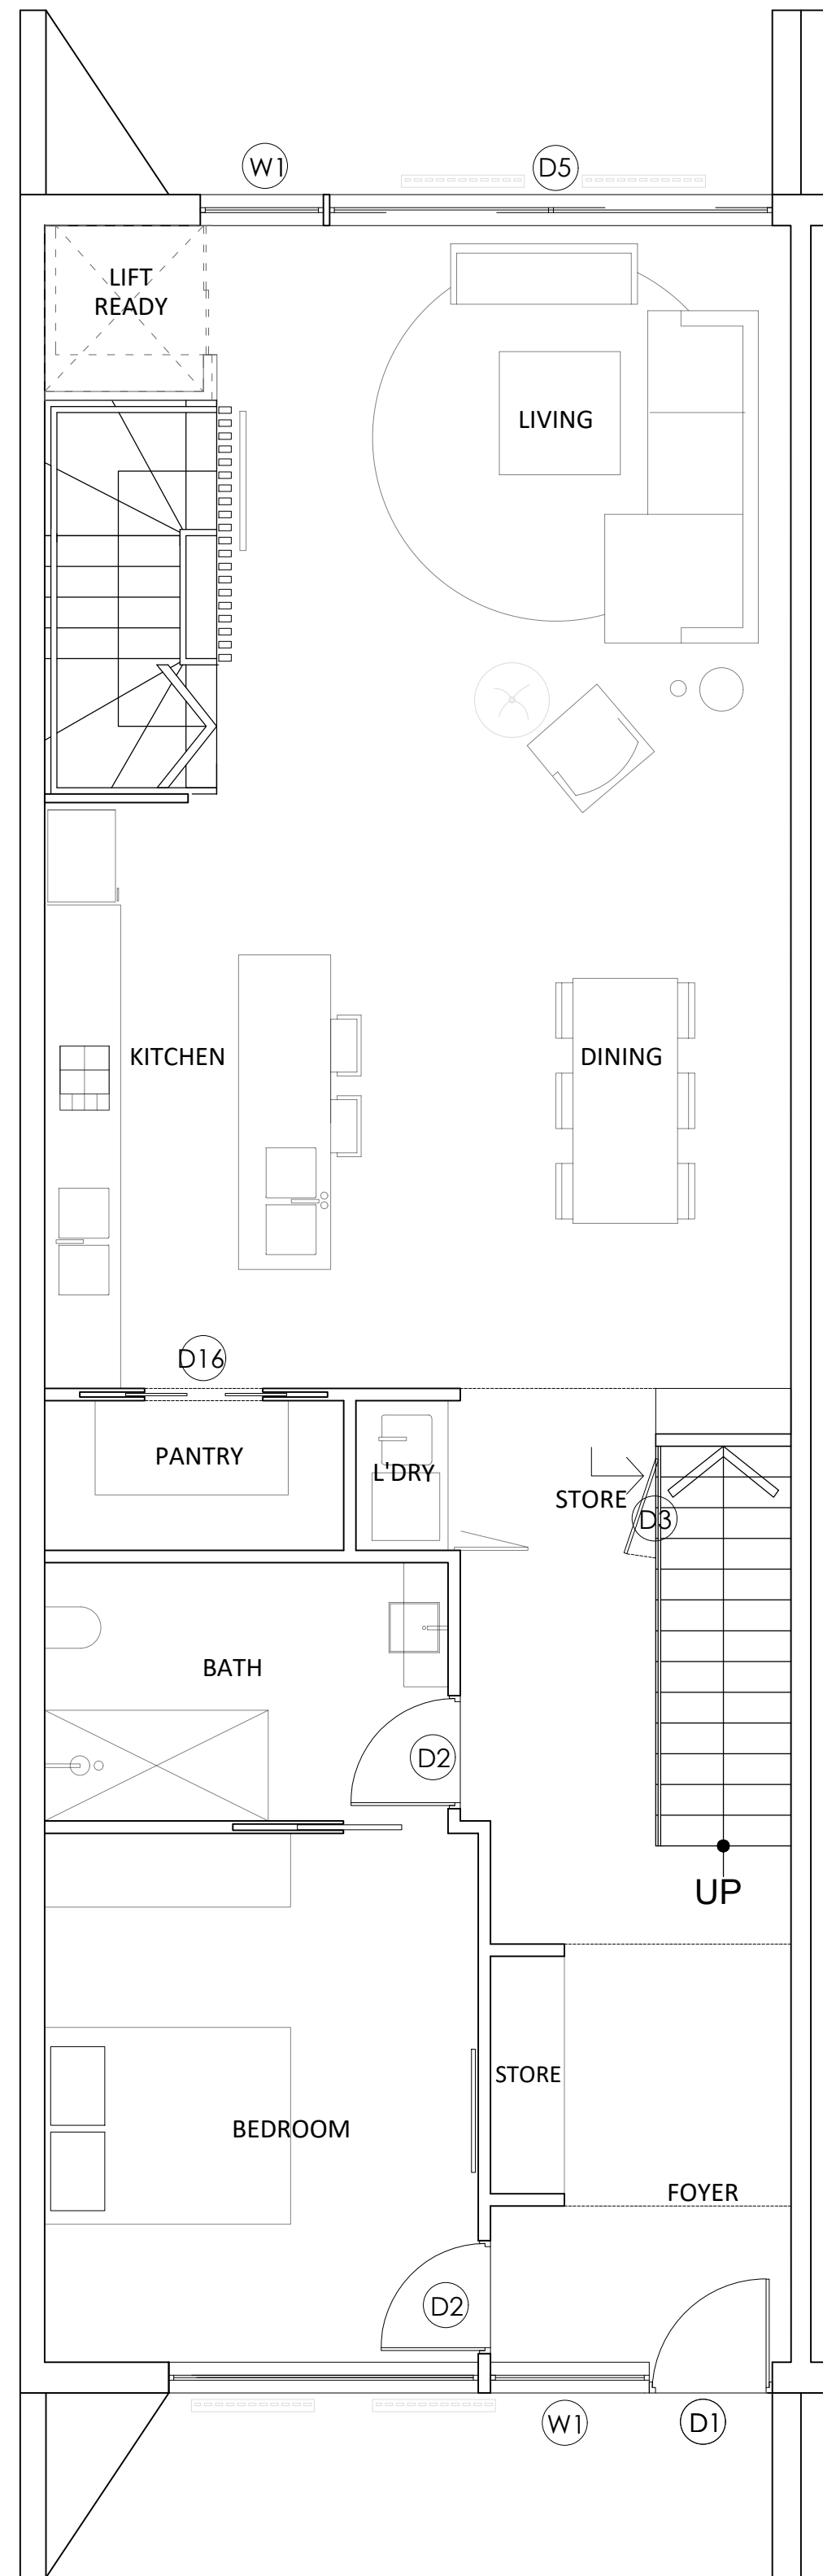 W1
D5
LIFT
READY
LIVING
KITCHEN
DINING
D16
PANTRY
L'DRY
STORE
D3
BATH
D2
UP
STORE
BEDROOM
FOYER
D2
W1
D1